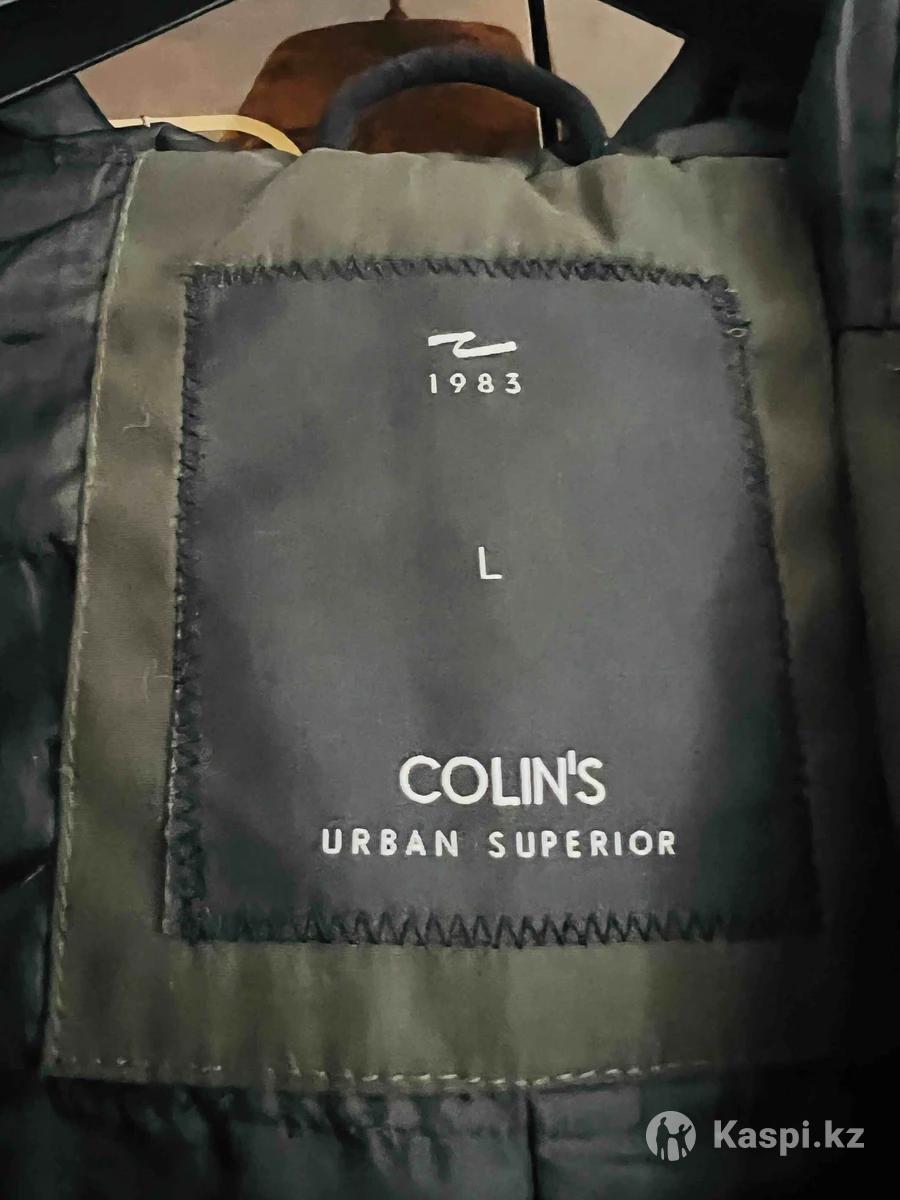 1983
L
COLIN'S
URBAN SUPERIOR
Kaspi.kz